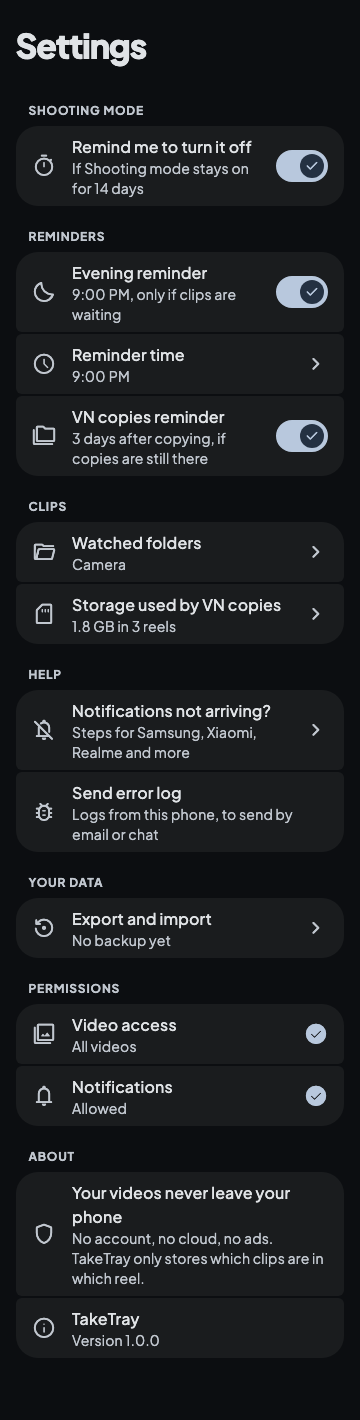 Settings
SHOOTING MODE
Remind me to turn it off
If Shooting mode stays on
for 14 days
REMINDERS
Evening reminder
9:00 PM, only if clips are
waiting
Reminder time
9:00 PM
VN copies reminder
3 days after copying, if
copies are still there
CLIPS
Watched folders
Camera
Storage used by VN copies
1.8 GB in 3 reels
HELP
Notifications not arriving?
Steps for Samsung, Xiaomi,
Realme and more
Send error log
Logs from this phone, to send by
email or chat
YOUR DATA
Export and import
No backup yet
PERMISSIONS
Video access
All videos
Notifications
Allowed
ABOUT
Your videos never leave your
phone
No account, no cloud, no ads.
TakeTray only stores which clips are in
which reel.
TakeTray
Version 1.0.0